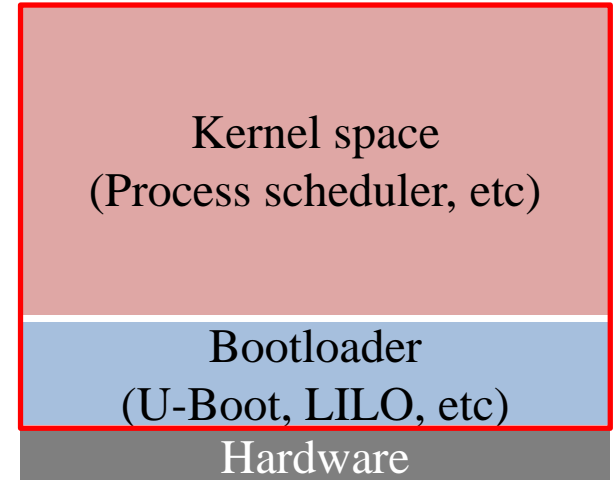 Kernel space
(Process scheduler, etc)
Bootloader
(U-Boot, LILO, etc)
Hardware